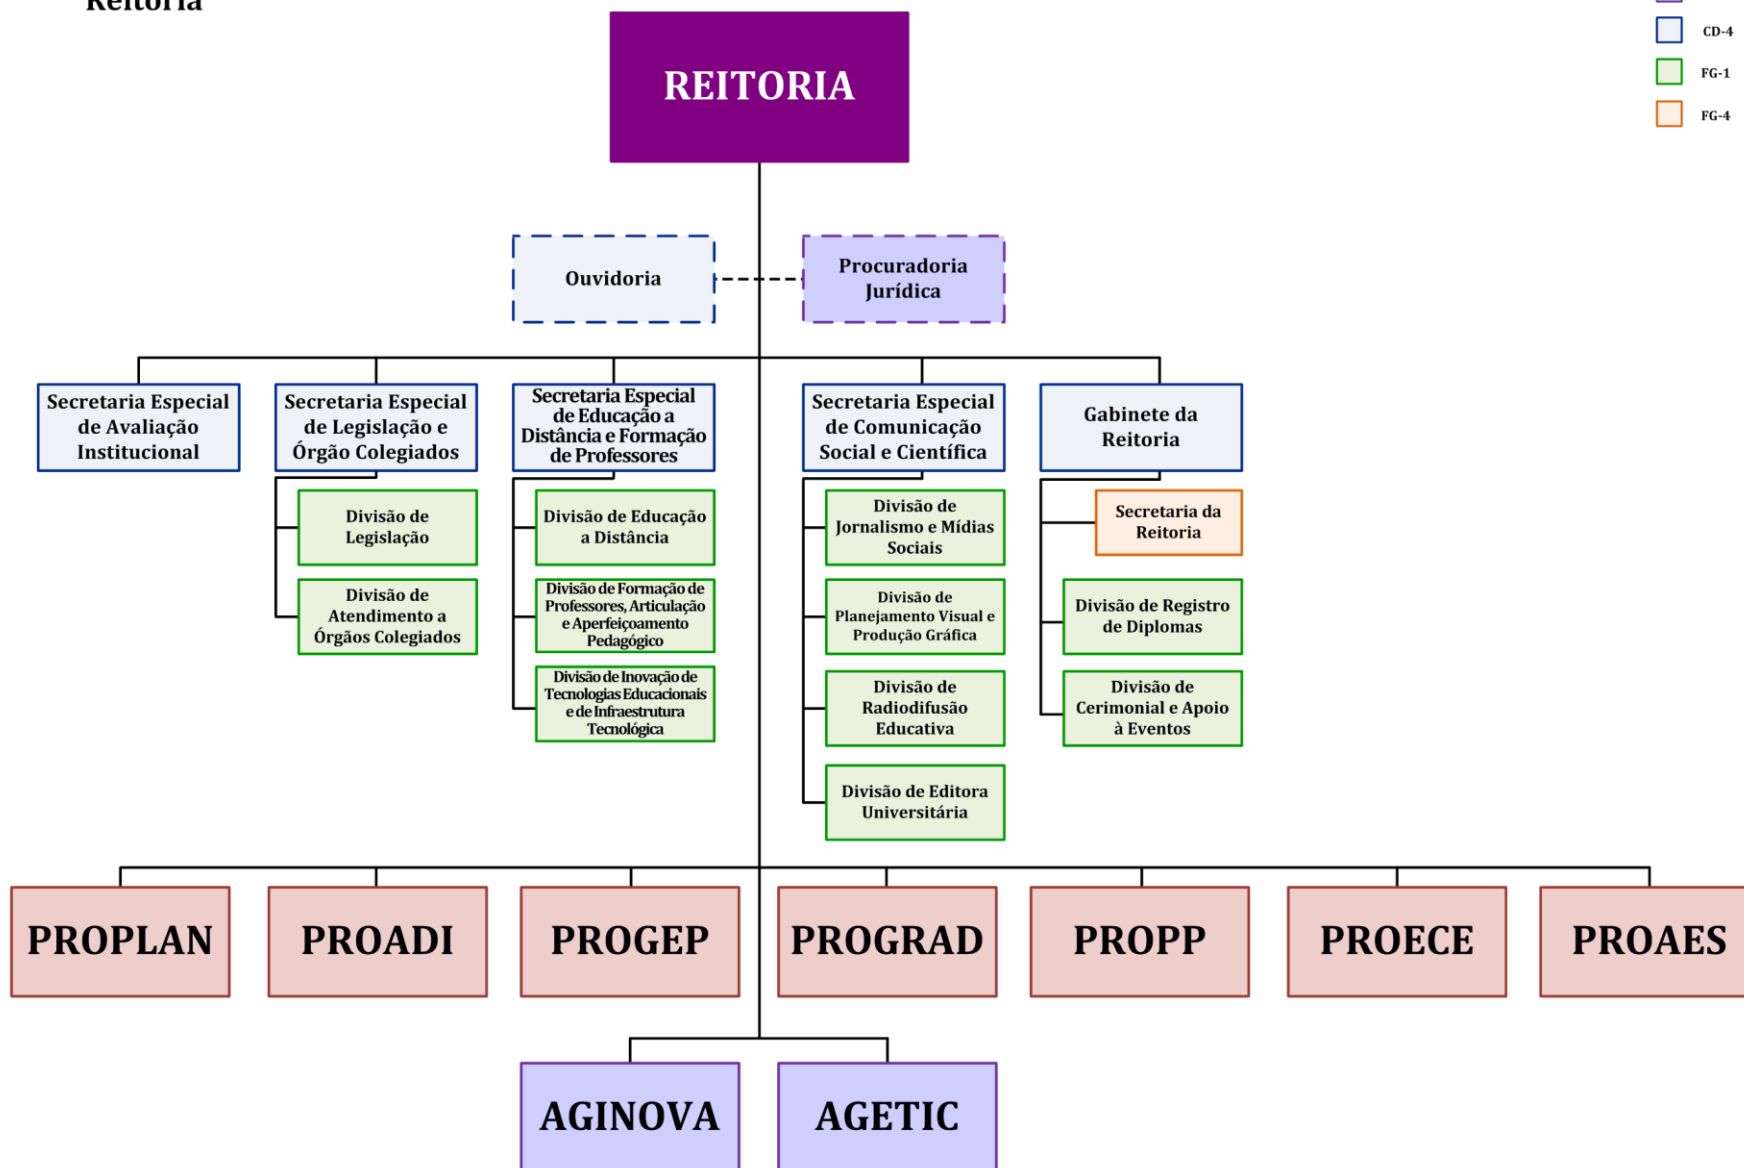 Reitoria
CD-4
FG-1
FG-4
REITORIA
Ouvidoria
Procuradoria
Jurídica
Secretaria Especial
de Avaliação
Institucional
Secretaria Especial
de Legislação e
Órgão Colegiados
Divisão de
Legislação
Divisão de
Atendimento a
Órgãos Colegiados
Secretaria Especial
de Educação a
Distância e Formação
de Professores
Divisão de Educação
a Distância
Divisão de Formação de
Professores, Articulação
e Aperfeiçoamento
Pedagógico
Divisão de Inovação de
Tecnologias Educacionais
e de Infraestrutura
Tecnológica
Secretaria Especial
de Comunicação
Social e Científica
Divisão de
Jornalismo e Mídias
Sociais
Divisão de
Planejamento Visual e
Produção Gráfica
Divisão de
Radiodifusão
Educativa
Divisão de Editora
Universitária
Gabinete da
Reitoria
Secretaria da
Reitoria
Divisão de Registro
de Diplomas
Divisão de
Cerimonial e Apoio
à Eventos
PROPLAN
PROADI
PROGEP
PROGRAD
PROPP
PROECE
PROAES
AGINOVA
AGETIC